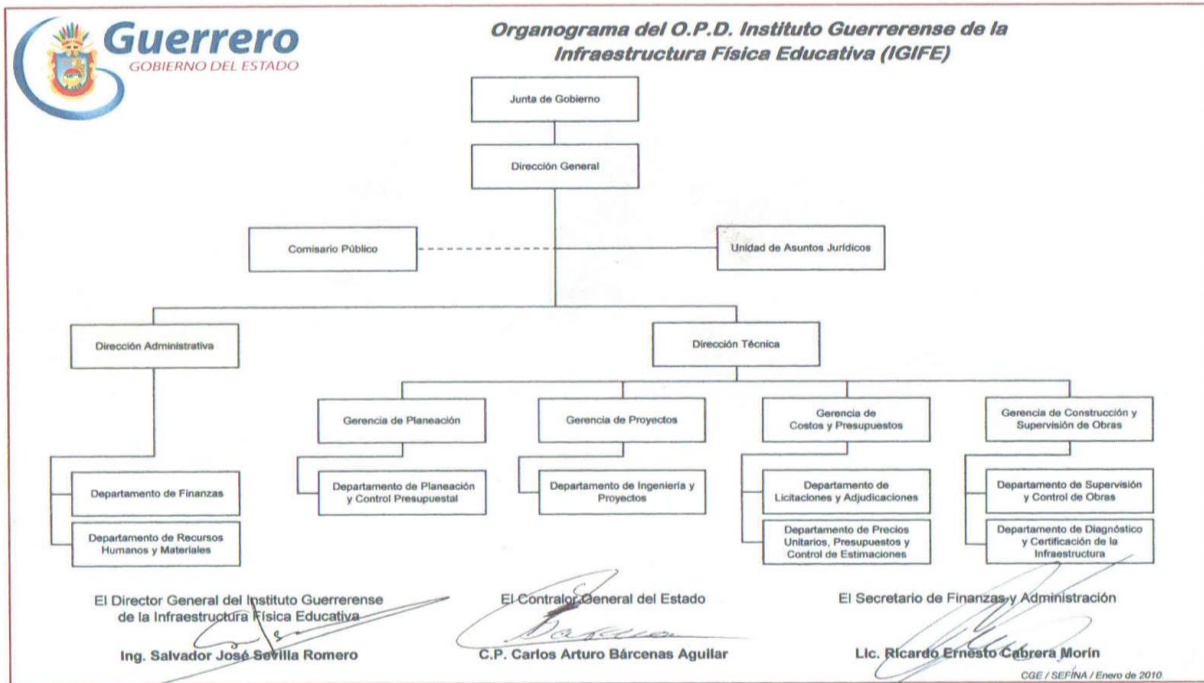 Guerrero
GOBIERNO DEL ESTADO
Organograma del O.P.D. Instituto Guerrerense de la
Infraestructura Física Educativa (IGIFE)
Junta de Gobierno
Dirección General
Comisario Público
Unidad de Asuntos Jurídicos
Dirección Administrativa
Dirección Técnica
Gerencia de Planeación
Gerencia de Proyectos
Gerencia de
Costos y Presupuestos
Gerencia de Construcción y
Supervisión de Obras
Departamento de Finanzas
Departamento de Recursos
Humanos y Materiales
Departamento de Planeación
y Control Presupuestal
Departamento de Ingeniería y
Proyectos
Departamento de
Licitaciones y Adjudicaciones
Departamento de Precios
Unitarios, Presupuestos y
Control de Estimaciones
Departamento de Supervisión
y Control de Obras
Departamento de Diagnóstico
y Certificación de la
Infraestructura
El Director General del Instituto Guerrerense
de la Infraestructura Física Educativa
Ing. Salvador José Sevilla Romero
El Contralor General del Estado
C.P. Carlos Arturo Bárcenas Aguilar
El Secretario de Finanzas y Administración
Lic. Ricardo Ernesto Cabrera Morín
CGE / SEFINA / Enero de 2010